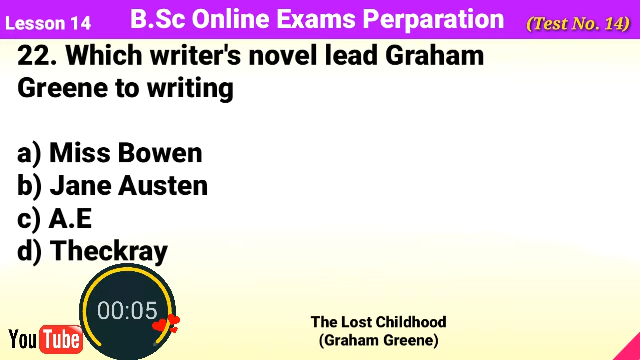 Lesson 14
B.Sc Online Exams Perparation
(Test No. 14)
22. Which writer's novel lead Graham
Greene to writing
a) Miss Bowen
b) Jane Austen
c) A.E
d) Theckray
00:05
YouTube
The Lost Childhood
(Graham Greene)